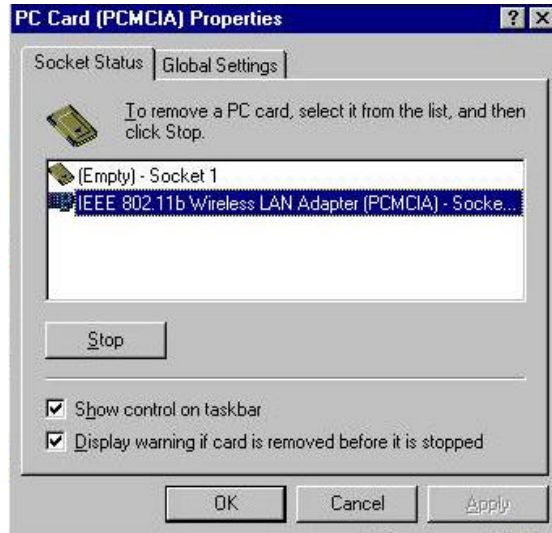 PC Card (PCMCIA) Properties
Socket Status
Global Settings
To remove a PC card, select it from the list, and then
click Stop.
(Empty) - Socket 1
IEEE 802.11b Wireless LAN Adapter (PCMCIA) - Socke...
Stop
Show control on taskbar
Display warning if card is removed before it is stopped
OK
Cancel
Apply